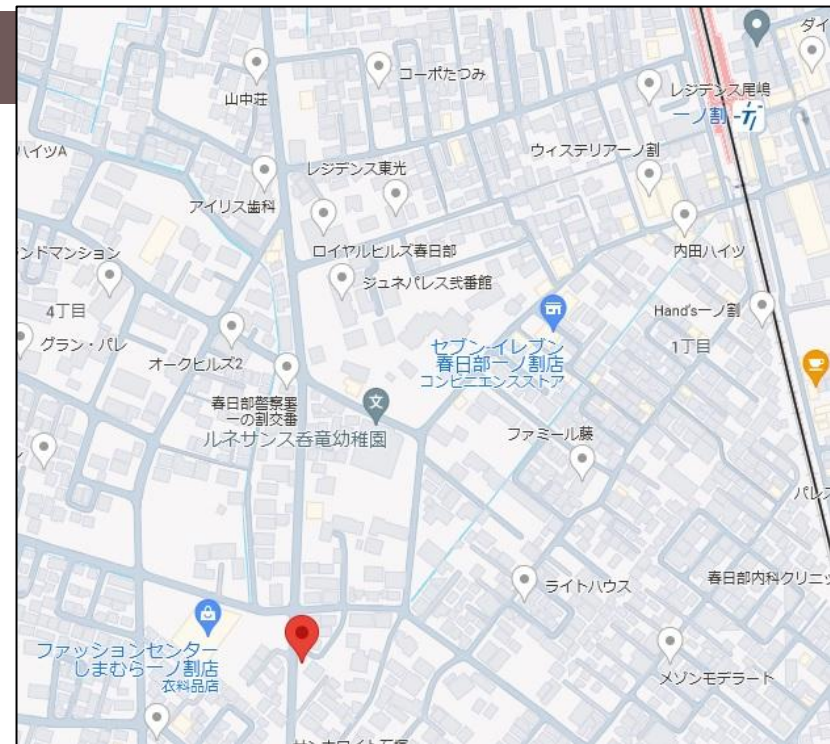 ダイ
コーポたつみ
山中荘
レジデンス尾嶋
一ノ割
ハイツA
レジデンス東光
ウィステリアーノ割
アイリス歯科
ンドマンション
ロイヤルヒルズ春日部
内田ハイツ
ジュネパレス弐番館
4丁目
Hand's一ノ割
グラン・パレ
オークヒルズ2
セブン-イレブン
春日部一ノ割店
コンビニエンスストア
1丁目
春日部警察署
一の割交番
ルネサンス呑竜幼稚園
文
ファミール藤
パレス
ライトハウス
春日部内科クリニッ
ファッションセンター
しまむら一ノ割店
衣料品店
メゾンモデラート